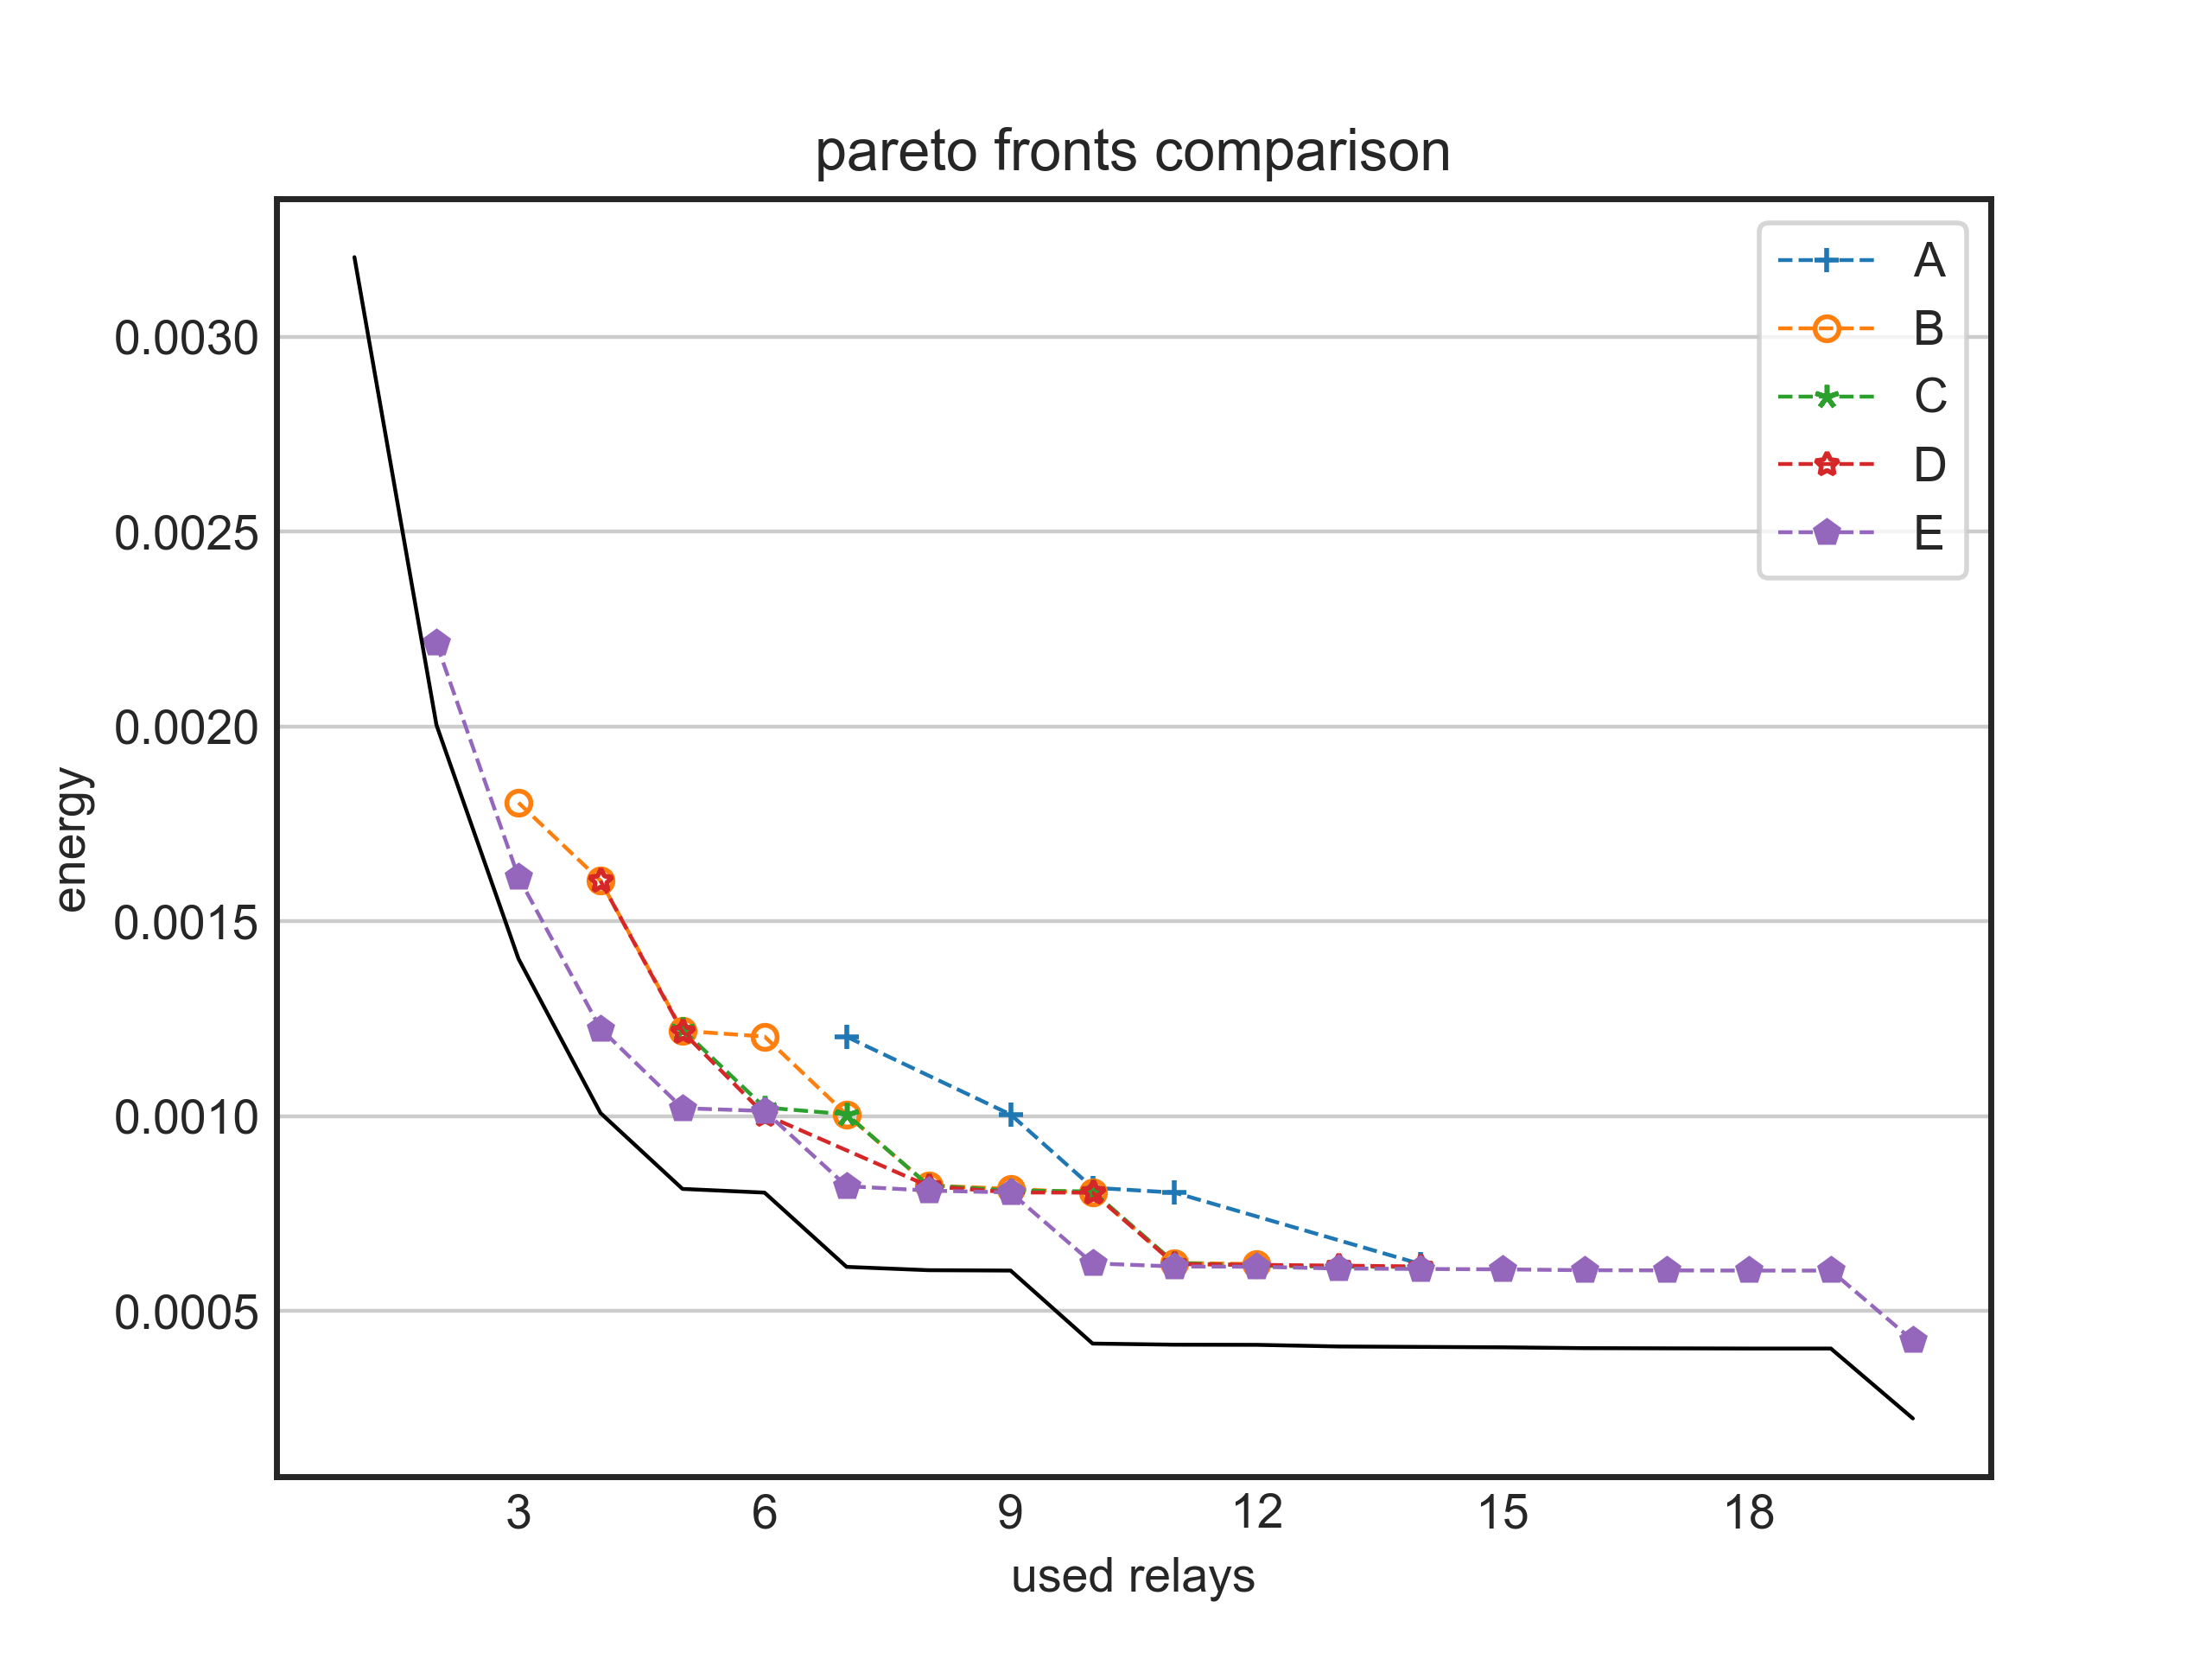 pareto fronts comparison
A
B
C
D
E
0.0030
0.0025
0.0020
0.0015
0.0010
0.0005
energy
3 6 9 12 15 18
used relays